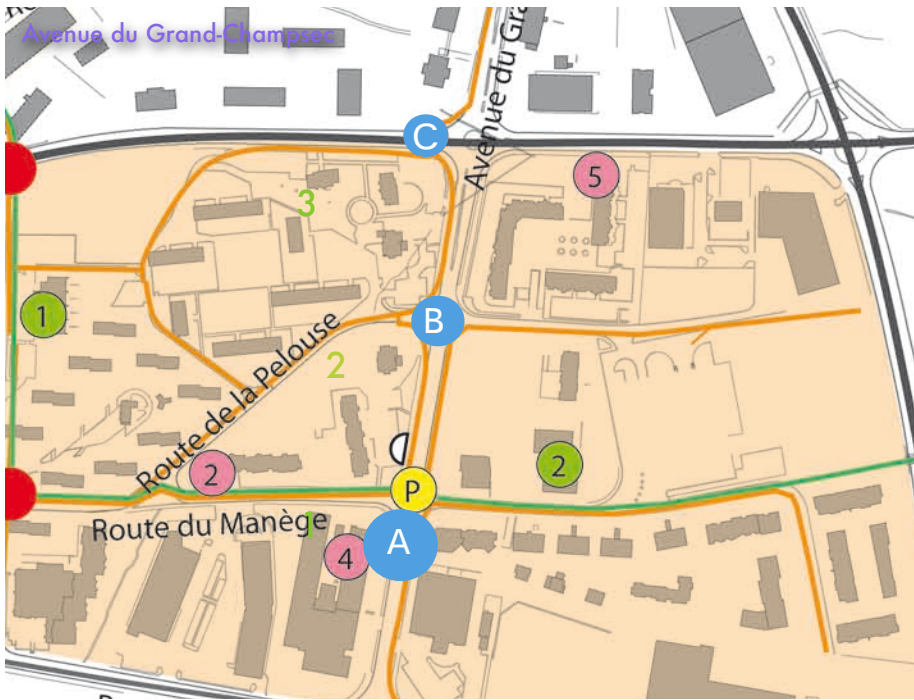 Avenue du Grand-Champsec
Avenue du Gra
C
5
3
1
B
Route de la Pelouse
2
2
P
2
Route du Manège
1
A
4